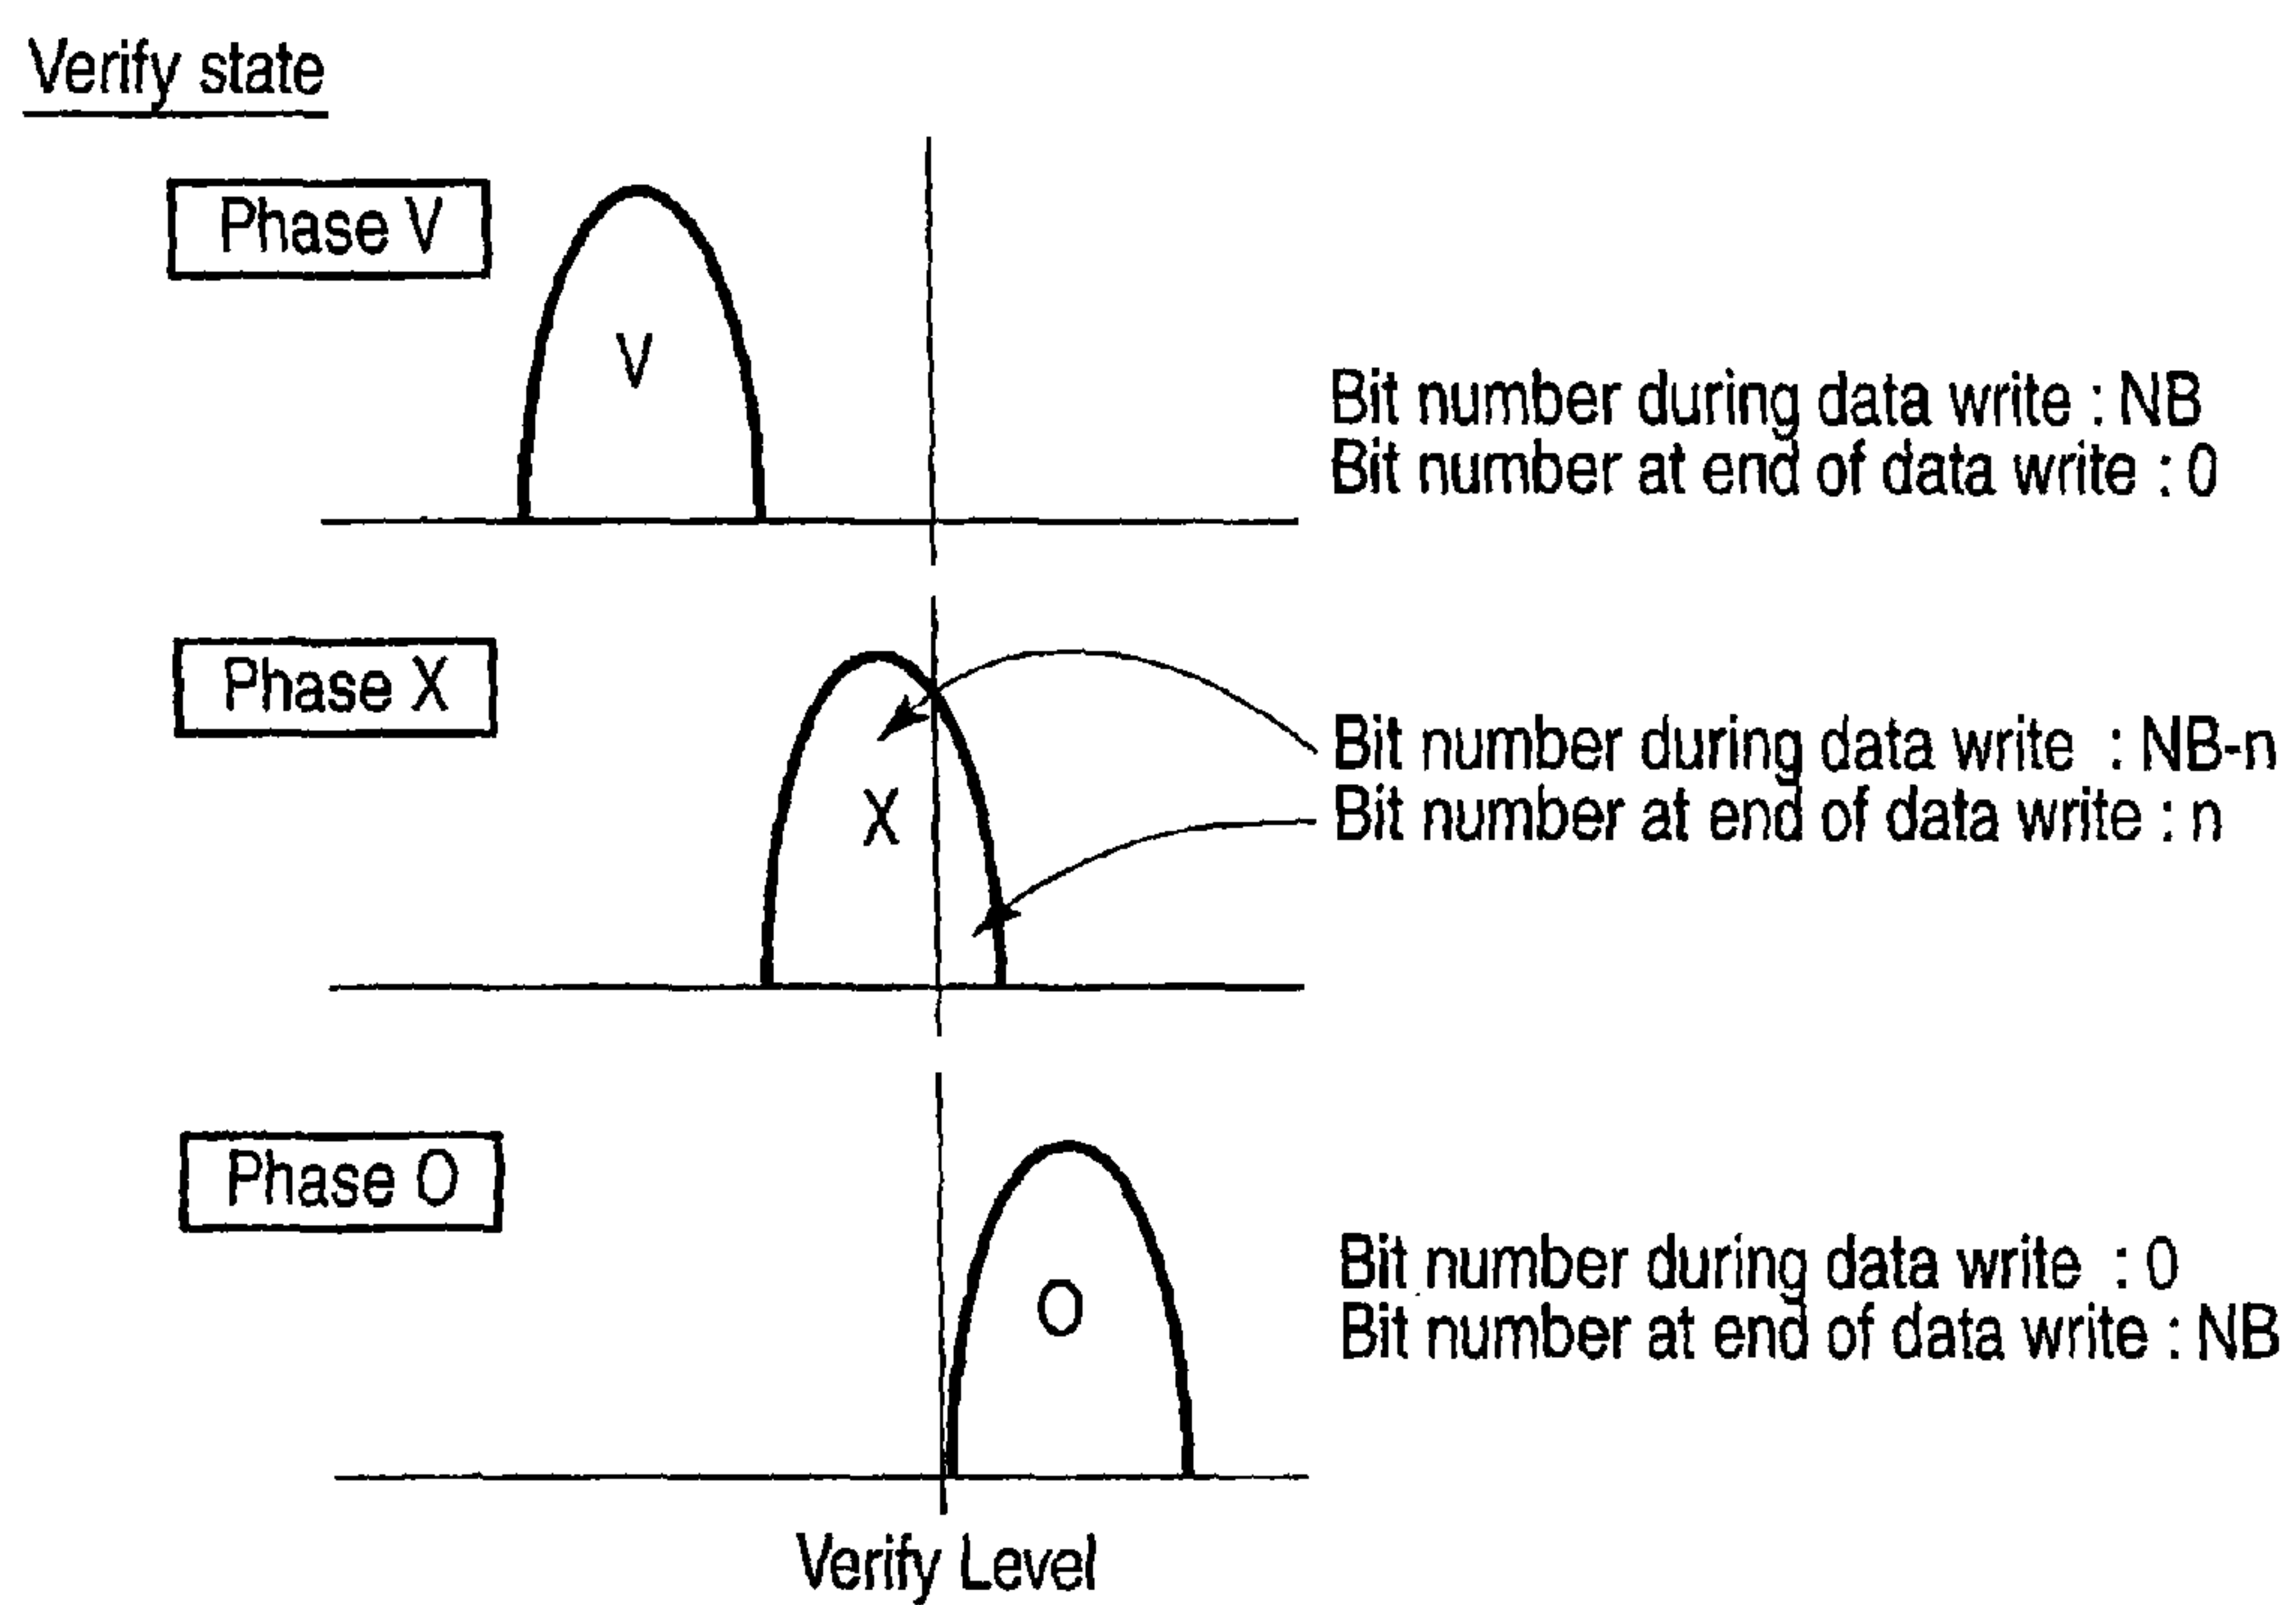 Verify state
Phase V
V
Bit number during data write : NB
Bit number at end of data write : 0
Phase X
X
Bit number during data write : NB-n
Bit number at end of data write : n
Phase O
O
Bit number during data write : 0
Bit number at end of data write : NB
Verify Level